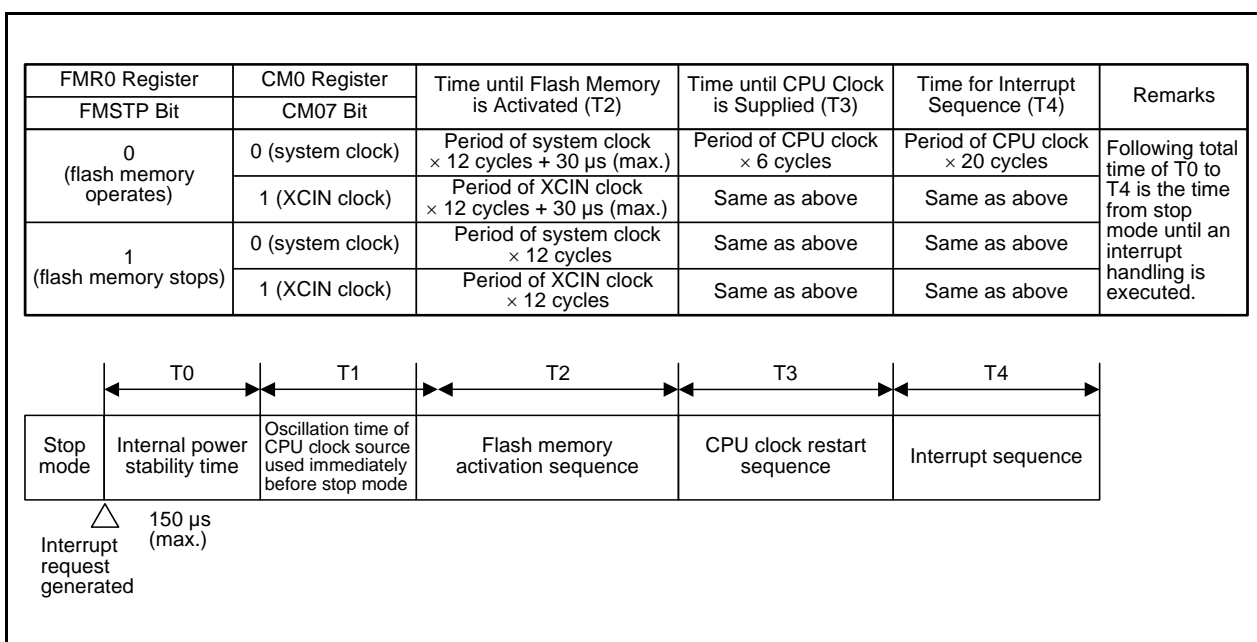 FMR0 Register
FMSTP Bit
CM0 Register
CM07 Bit
Time until Flash Memory
is Activated (T2)
Time until CPU Clock
is Supplied (T3)
Time for Interrupt
Sequence (T4)
Remarks
0
(flash memory
operates)
0 (system clock)
Period of system clock
× 12 cycles + 30 µs (max.)
Period of CPU clock
× 6 cycles
Period of CPU clock
× 20 cycles
Following total
time of T0 to
T4 is the time
from stop
mode until an
interrupt
handling is
executed.
1 (XCIN clock)
Period of XCIN clock
× 12 cycles + 30 µs (max.)
Same as above
Same as above
1
(flash memory stops)
0 (system clock)
Period of system clock
× 12 cycles
Same as above
Same as above
1 (XCIN clock)
Period of XCIN clock
× 12 cycles
Same as above
Same as above
T0
T1
T2
T3
T4
Stop
mode
Internal power
stability time
Oscillation time of
CPU clock source
used immediately
before stop mode
Flash memory
activation sequence
CPU clock restart
sequence
Interrupt sequence
150 µs
(max.)
Interrupt
request
generated